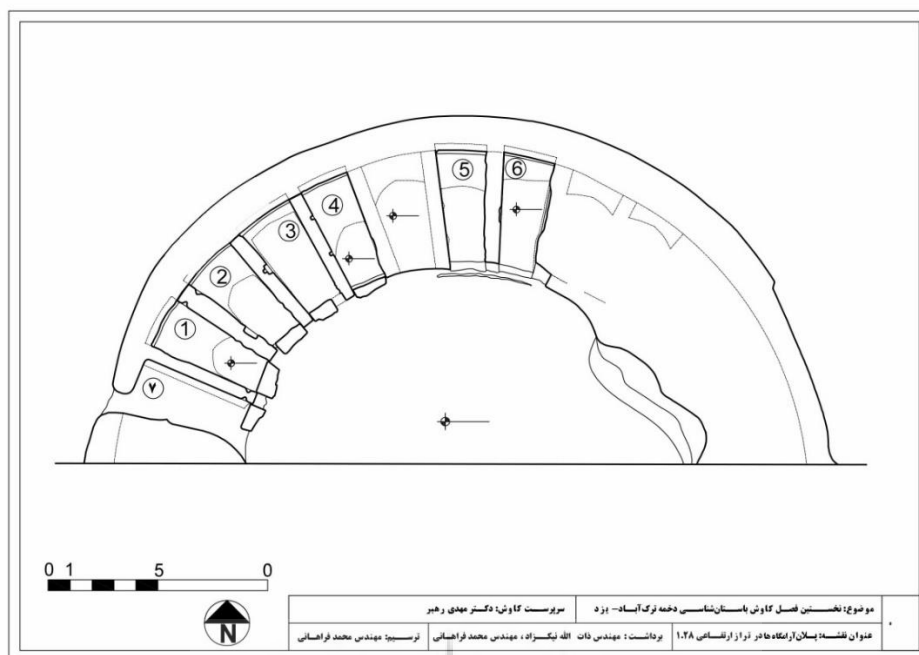 5
6
4
3
2
1
۷
0 1 5 0
N
موضوع: نخستین فصل کاوش باستان‌شناسی دخمه ترک‌آباد- یزد
سرپرست کاوش: دکتر مهدی رهبر
عنوان نقشه: پلان آرامگاه‌ها در تراز ارتفاعی ۱.۲۸
برداشت: مهندس ذات الله نیکزاد، مهندس محمد فراهانی
ترسیم: مهندس محمد فراهانی